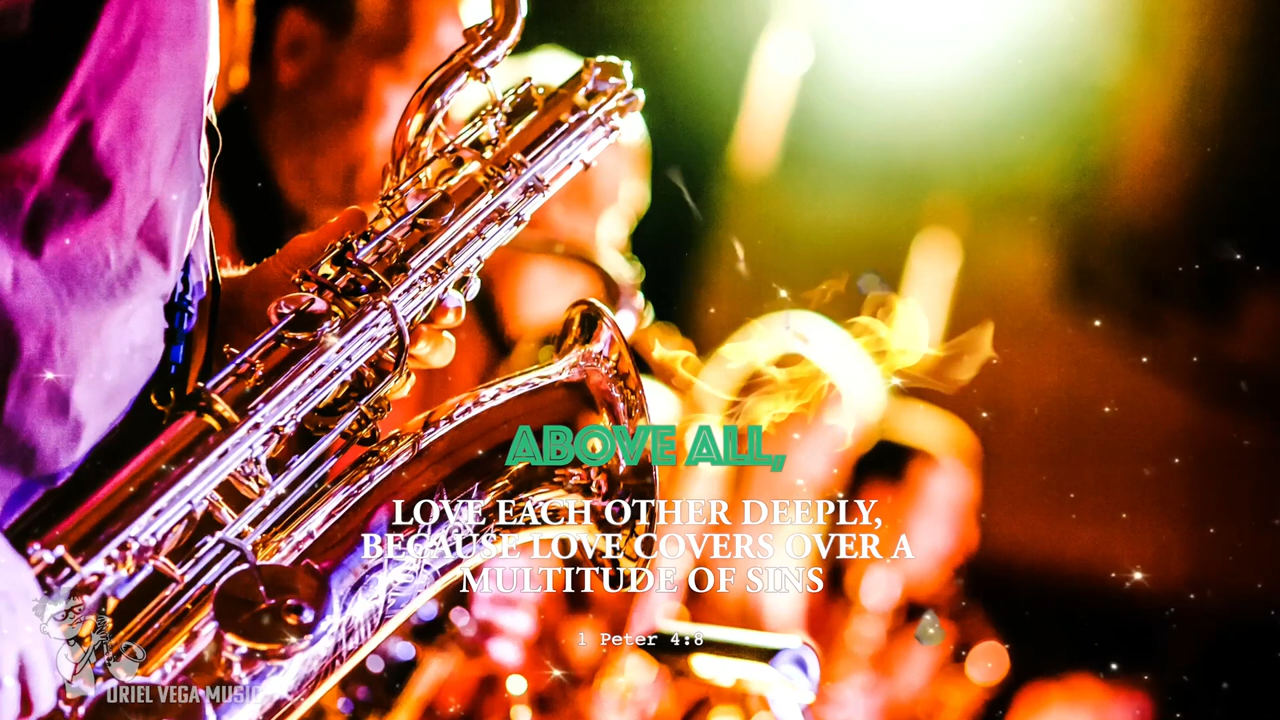 ABOVE ALL,
LOVE EACH OTHER DEEPLY,
BECAUSE LOVE COVERS OVER A
MULTITUDE OF SINS
1 Peter 4:8
URIEL VEGA MUSIC